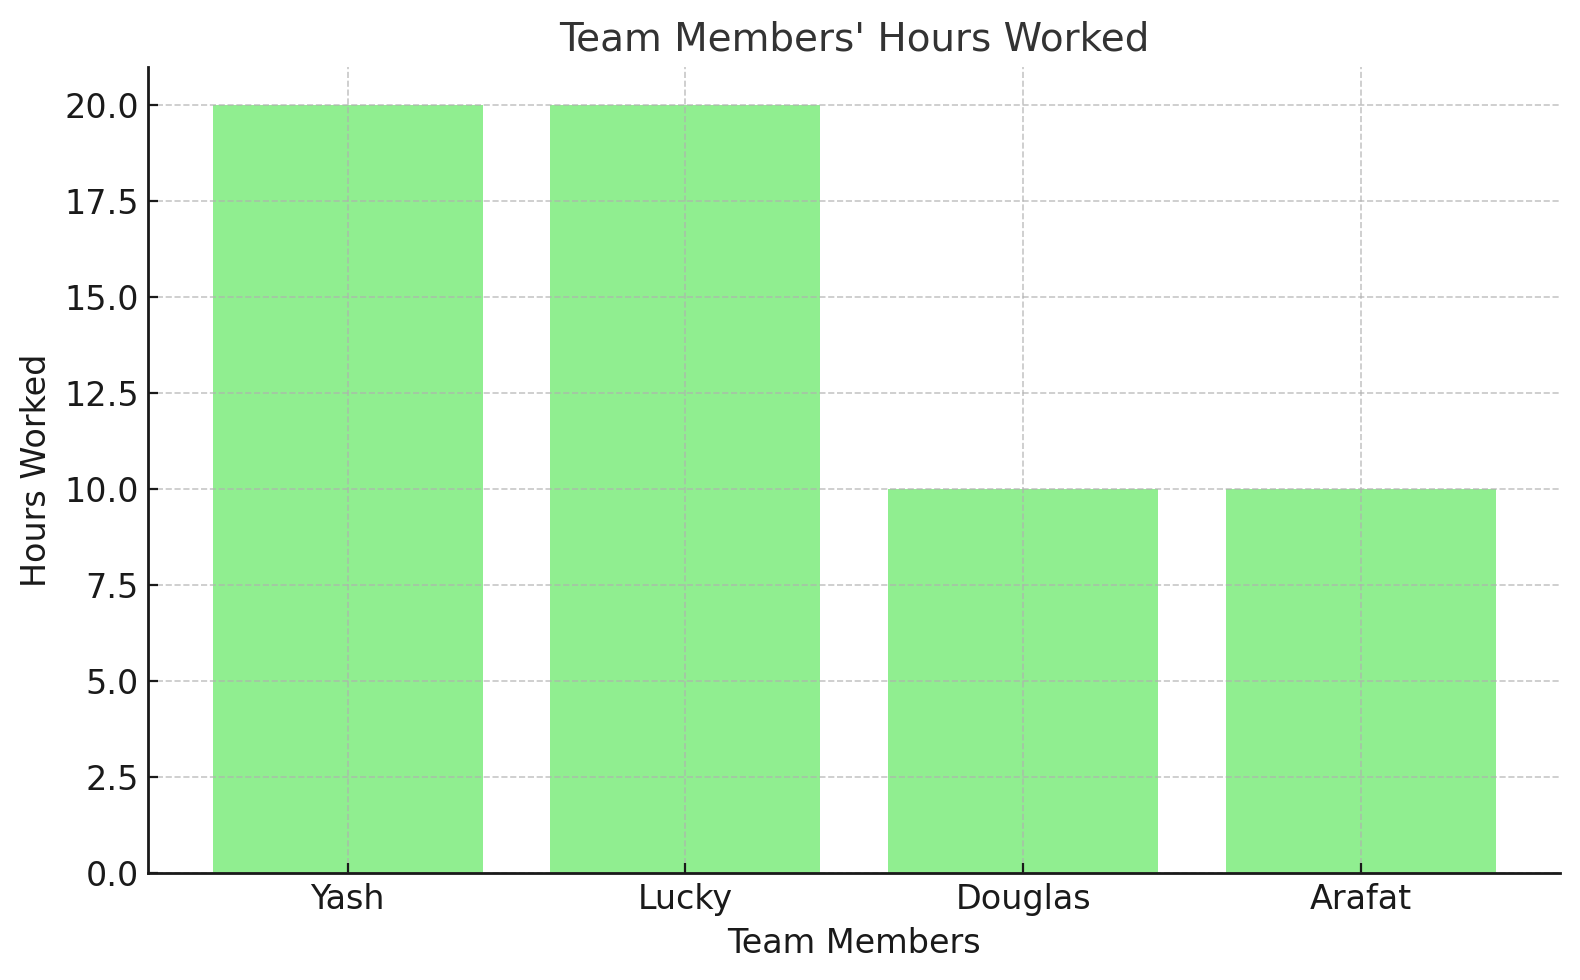 Team Members' Hours Worked
20.0
17.5
15.0
12.5
10.0
7.5
5.0
2.5
0.0
Hours Worked
Yash Lucky Douglas Arafat
Team Members